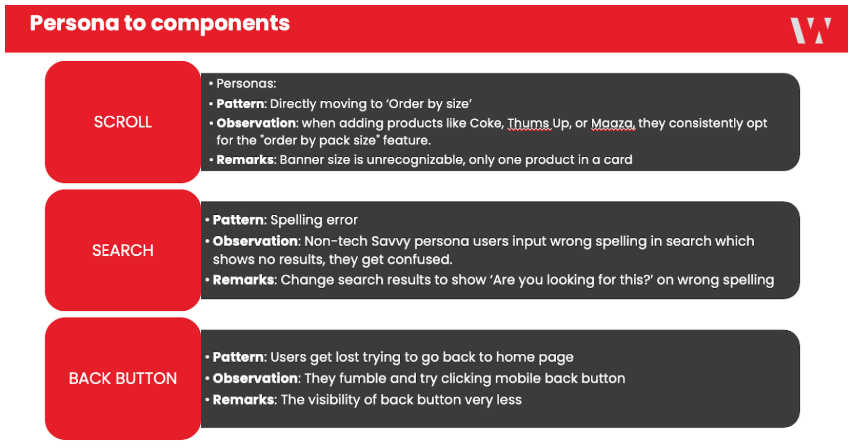 Persona to components
W
SCROLL
• Personas:
• Pattern: Directly moving to ‘Order by size’
• Observation: when adding products like Coke, Thums Up, or Maaza, they consistently opt
for the "order by pack size" feature.
• Remarks: Banner size is unrecognizable, only one product in a card
SEARCH
• Pattern: Spelling error
• Observation: Non-tech Savvy persona users input wrong spelling in search which
shows no results, they get confused.
• Remarks: Change search results to show ‘Are you looking for this?’ on wrong spelling
BACK BUTTON
• Pattern: Users get lost trying to go back to home page
• Observation: They fumble and try clicking mobile back button
• Remarks: The visibility of back button very less